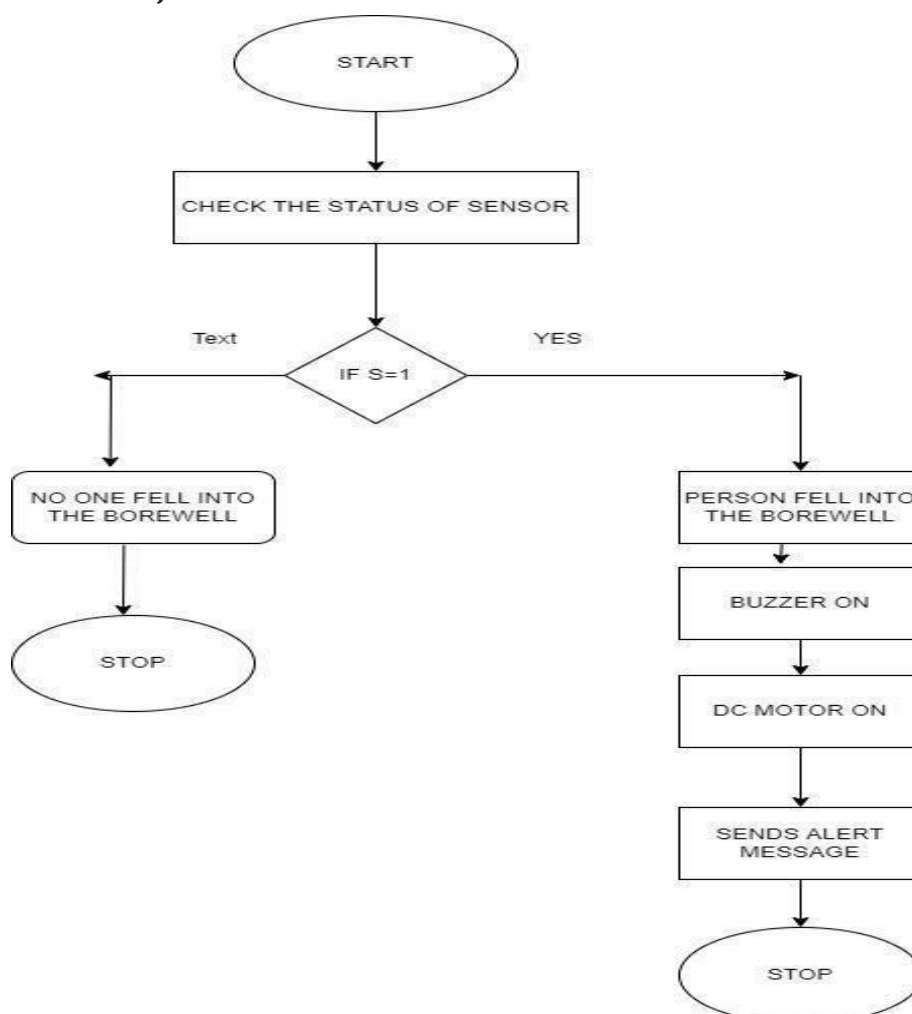 START
CHECK THE STATUS OF SENSOR
Text
YES
IF S=1
NO ONE FELL INTO
THE BOREWELL
PERSON FELL INTO
THE BOREWELL
BUZZER ON
STOP
DC MOTOR ON
SENDS ALERT
MESSAGE
STOP